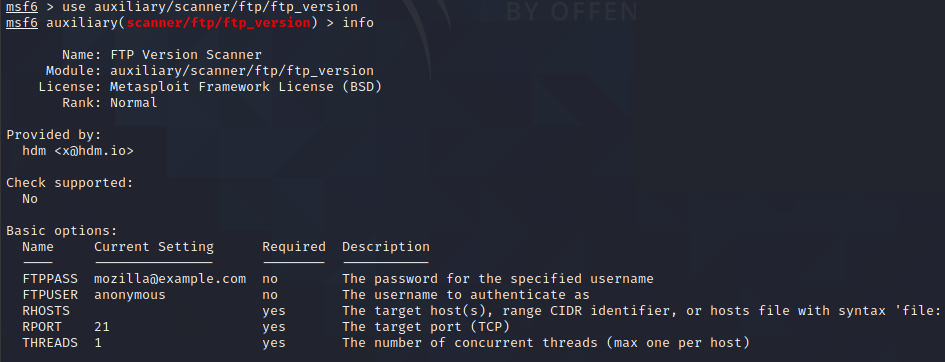 msf6 > use auxiliary/scanner/ftp/ftp_version
BY OFFEN
msf6 auxiliary(scanner/ftp/ftp_version) > info
Name: FTP Version Scanner
Module: auxiliary/scanner/ftp/ftp_version
License: Metasploit Framework License (BSD)
Rank: Normal
Provided by:
hdm <x@hdm.io>
Check supported:
No
Basic options:
Name Current Setting Required Description
---- --------------- -------- -----------
FTPPASS mozilla@example.com no The password for the specified username
FTPUSER anonymous no The username to authenticate as
RHOSTS yes The target host(s), range CIDR identifier, or hosts file with syntax 'file:
RPORT 21 yes The target port (TCP)
THREADS 1 yes The number of concurrent threads (max one per host)